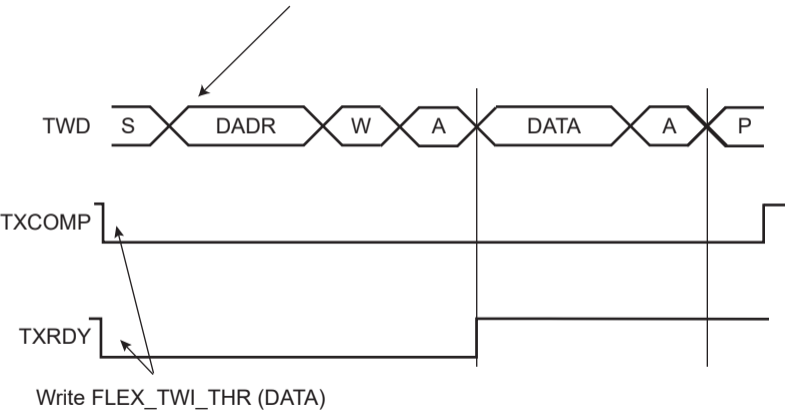 TWD S DADR W A DATA A P
TXCOMP
TXRDY
Write FLEX_TWI_THR (DATA)